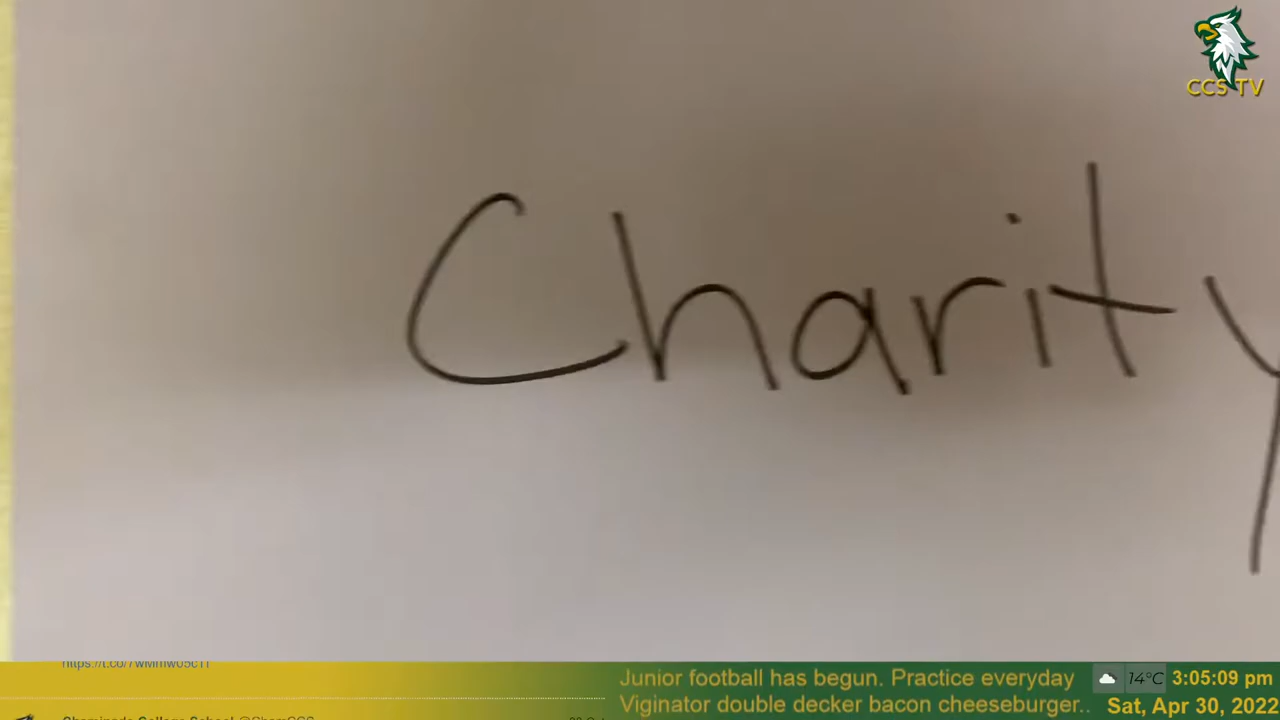 CCS TV
Charity
Junior football has begun. Practice everyday
Viginator double decker bacon cheeseburger..
14°C
3:05:09 pm
Sat, Apr 30, 2022